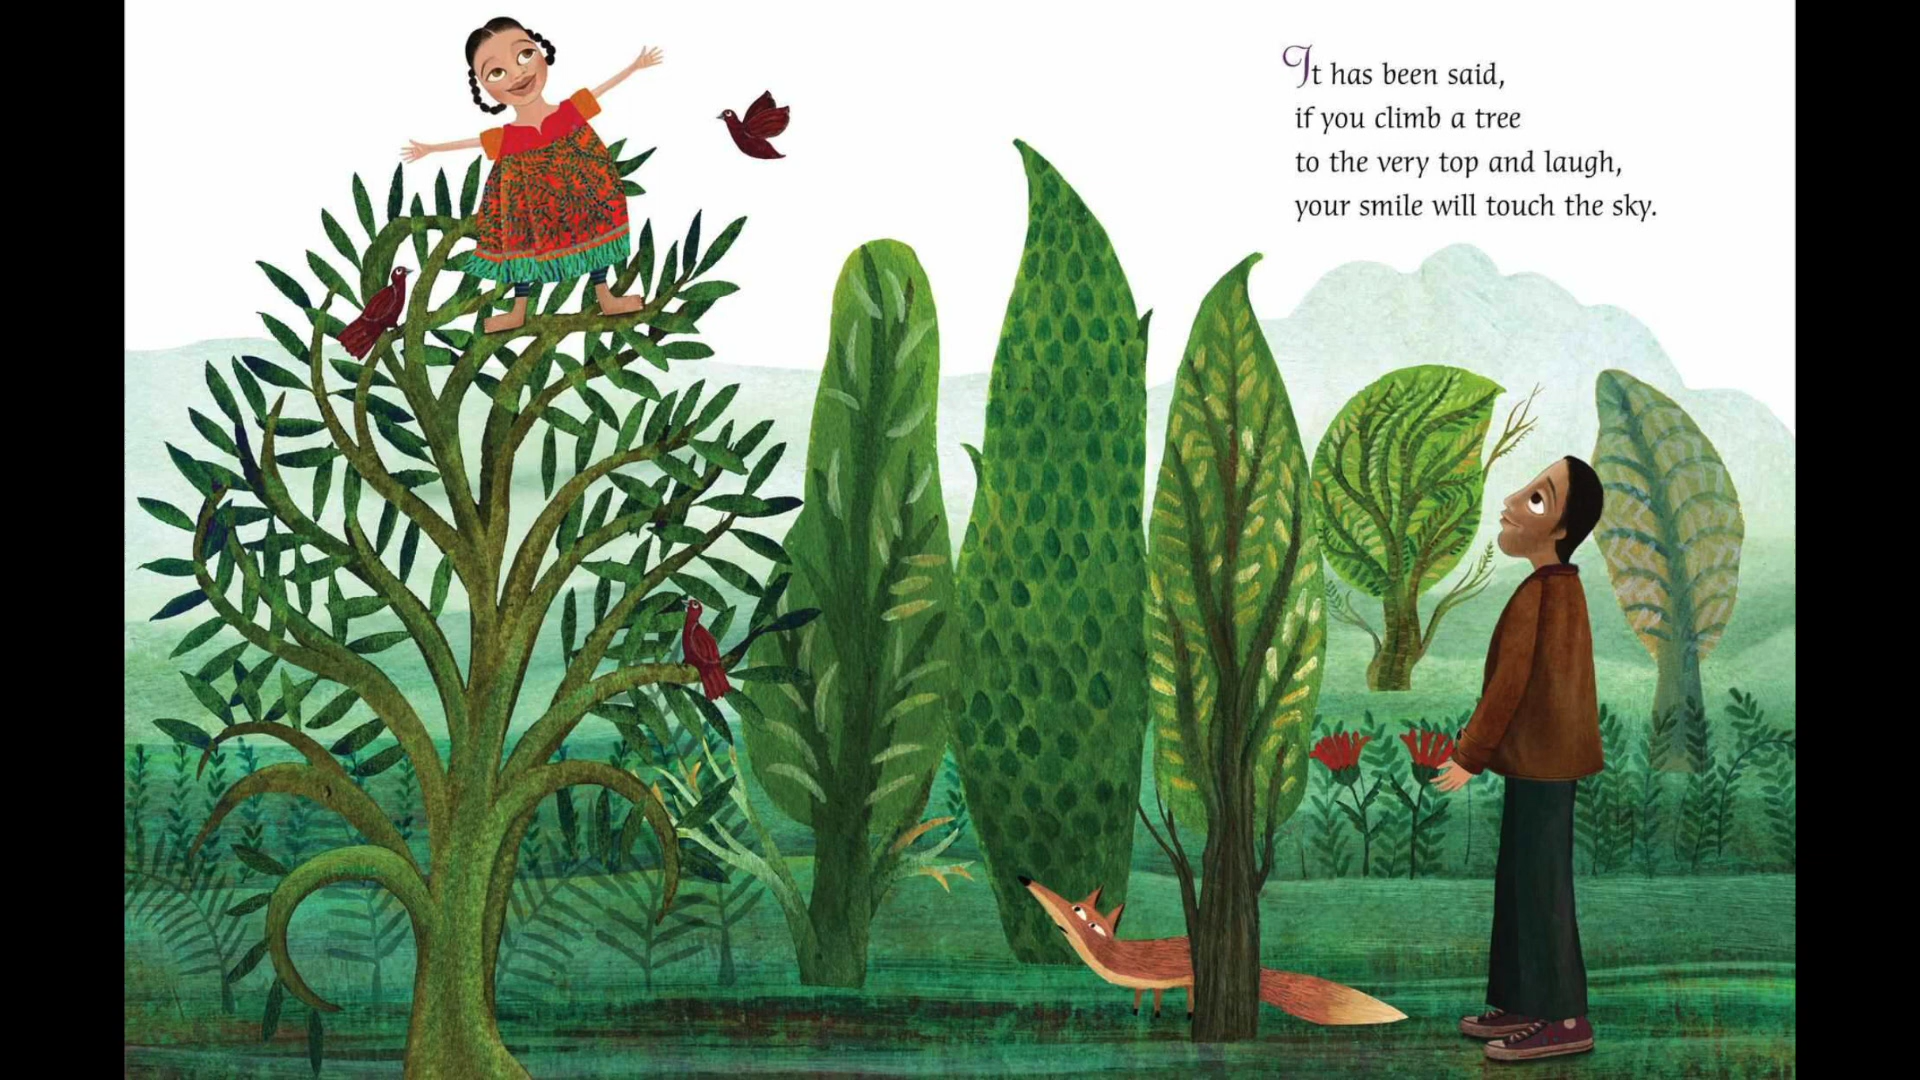 It has been said,
if you climb a tree
to the very top and laugh,
your smile will touch the sky.